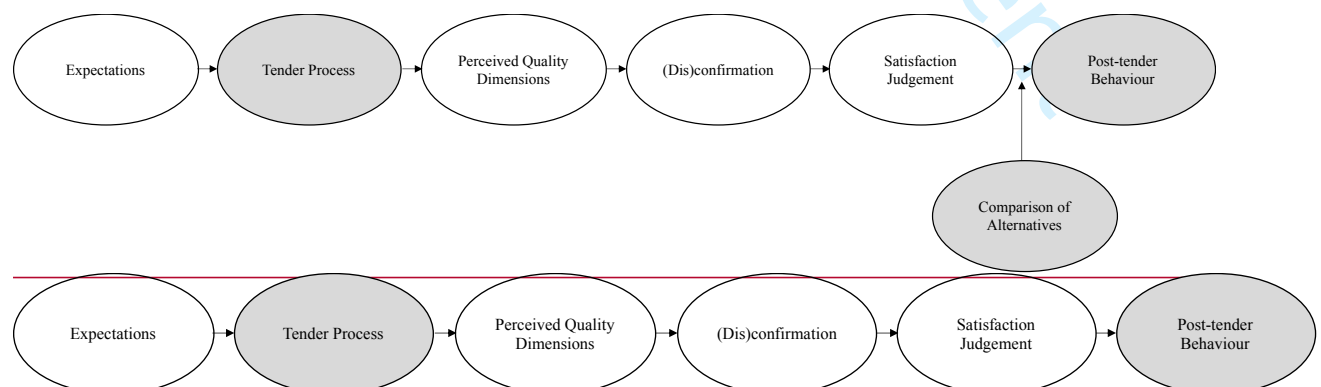 Expectations
Tender Process
Perceived Quality
Dimensions
(Dis)confirmation
Satisfaction
Judgement
Post-tender
Behaviour
Comparison of
Alternatives
Expectations
Tender Process
Perceived Quality
Dimensions
(Dis)confirmation
Satisfaction
Judgement
Post-tender
Behaviour